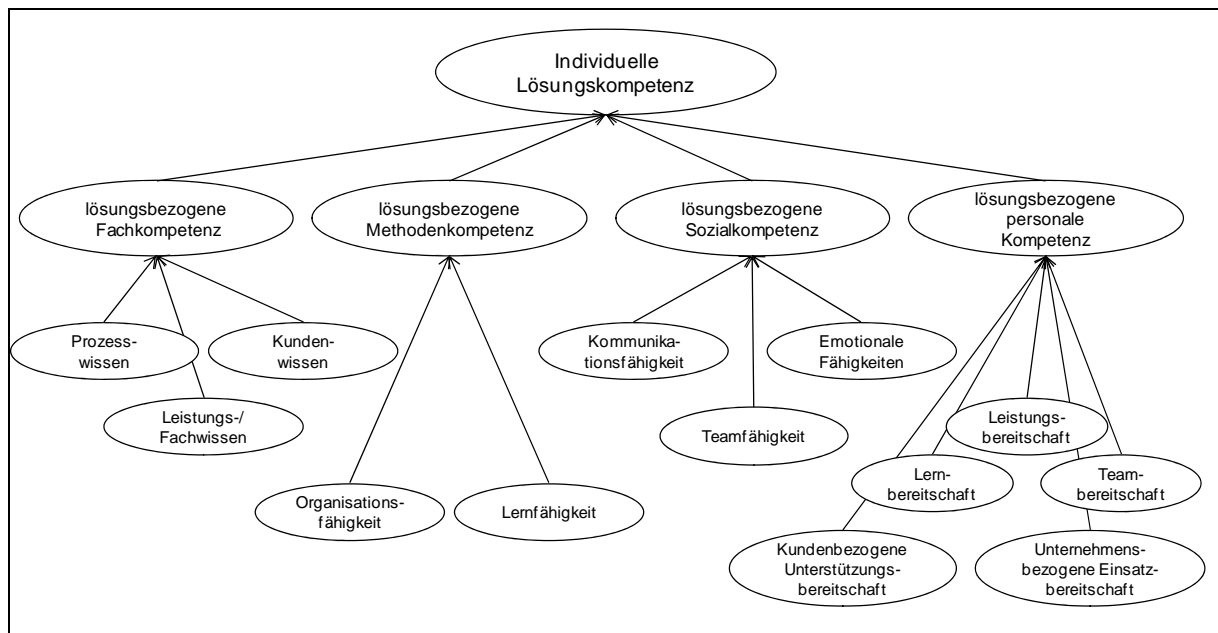 Individuelle
Lösungskompetenz
lösungsbezogene
Fachkompetenz
lösungsbezogene
Methodenkompetenz
lösungsbezogene
Sozialkompetenz
lösungsbezogene
personale
Kompetenz
Prozess-
wissen
Kunden-
wissen
Leistungs-/
Fachwissen
Organisations-
fähigkeit
Lernfähigkeit
Kommunika-
tionsfähigkeit
Emotionale
Fähigkeiten
Teamfähigkeit
Leistungs-
bereitschaft
Lern-
bereitschaft
Team-
bereitschaft
Kundenbezogene
Unterstützungs-
bereitschaft
Unternehmens-
bezogene Einsatz-
bereitschaft